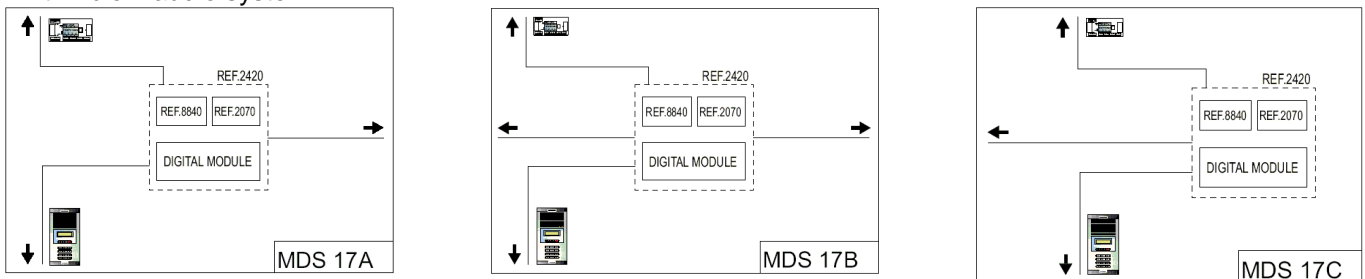 REF.2420
REF.8840 REF.2070
DIGITAL MODULE
MDS 17A
REF.2420
REF.8840 REF.2070
DIGITAL MODULE
MDS 17B
REF.2420
REF.8840 REF.2070
DIGITAL MODULE
MDS 17C